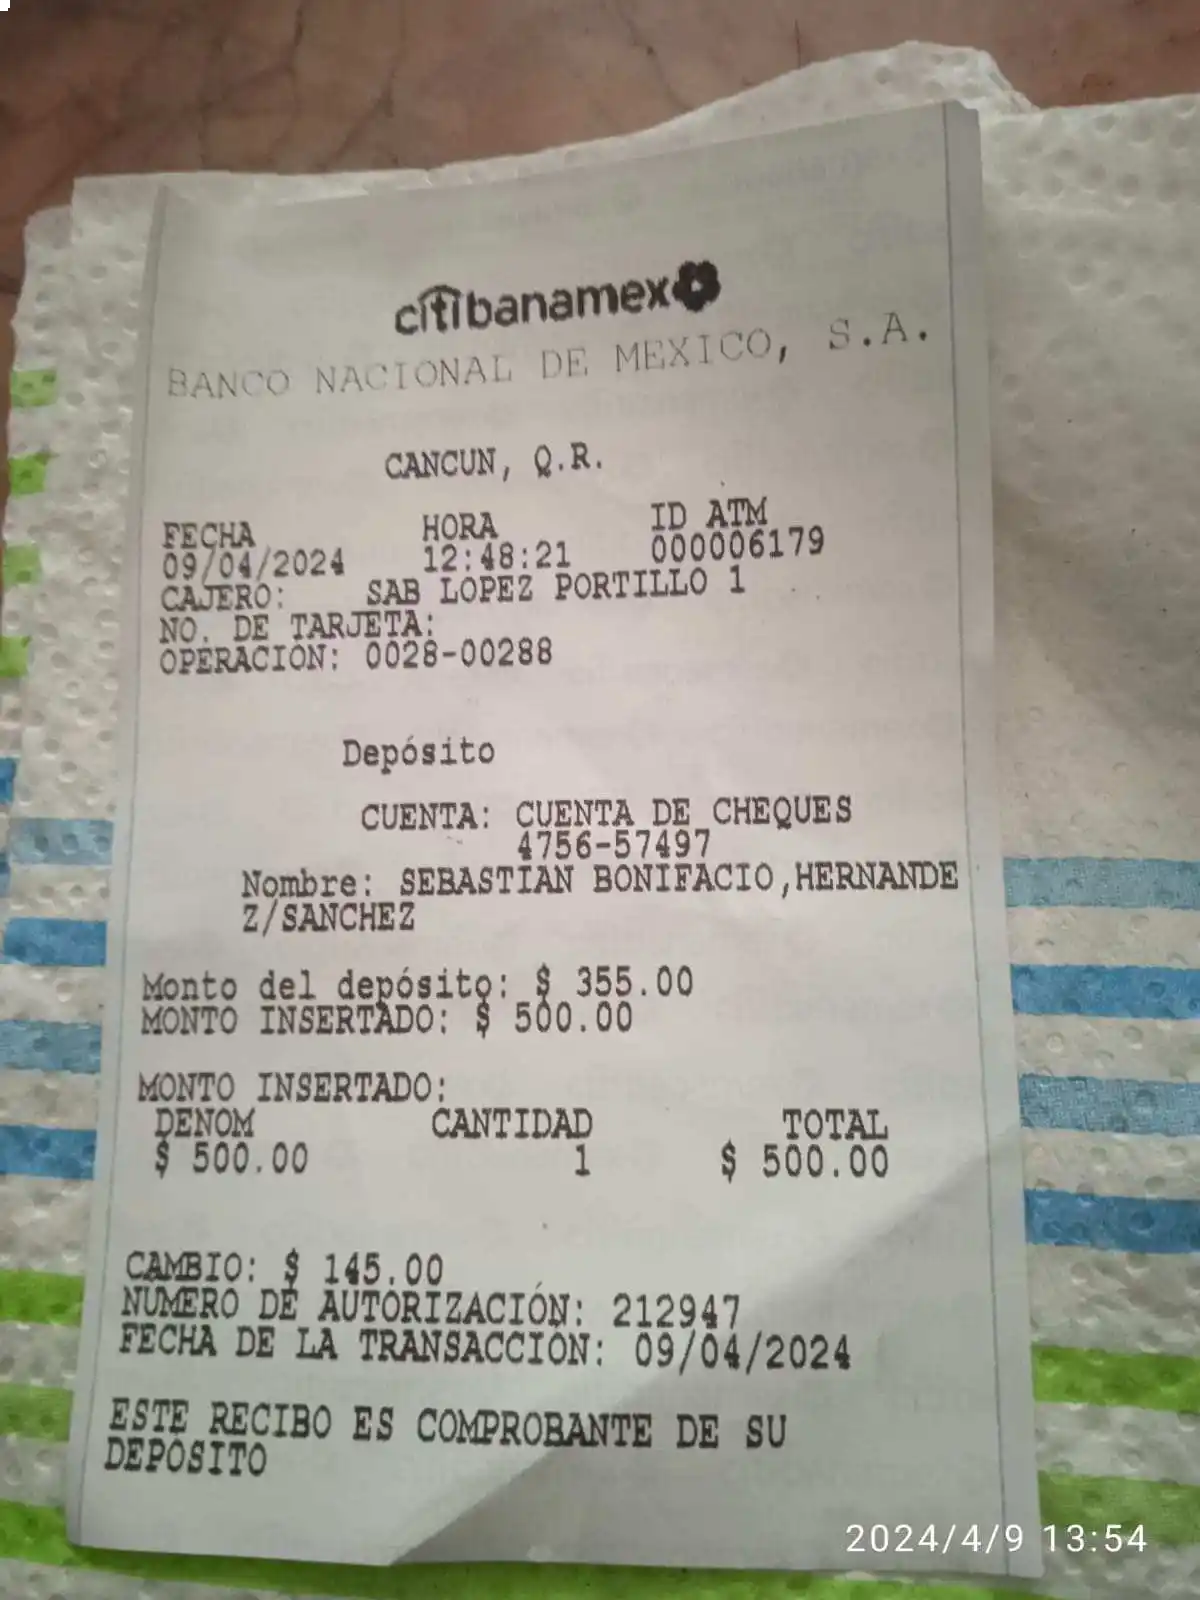 citibanamex
BANCO NACIONAL DE MEXICO, S.A.
CANCUN, Q.R.
FECHA HORA ID ATM
09/04/2024 12:48:21 000006179
CAJERO: SAB LOPEZ PORTILLO 1
NO. DE TARJETA:
OPERACIÓN: 0028-00288
Depósito
CUENTA: CUENTA DE CHEQUES
4756-57497
Nombre: SEBASTIAN BONIFACIO,HERNANDE
Z/SANCHEZ
Monto del depósito: $ 355.00
MONTO INSERTADO: $ 500.00
MONTO INSERTADO:
DENOM CANTIDAD TOTAL
$ 500.00 1 $ 500.00
CAMBIO: $ 145.00
NÚMERO DE AUTORIZACIÓN: 212947
FECHA DE LA TRANSACCIÓN: 09/04/2024
ESTE RECIBO ES COMPROBANTE DE SU
DEPÓSITO
2024/4/9 13:54